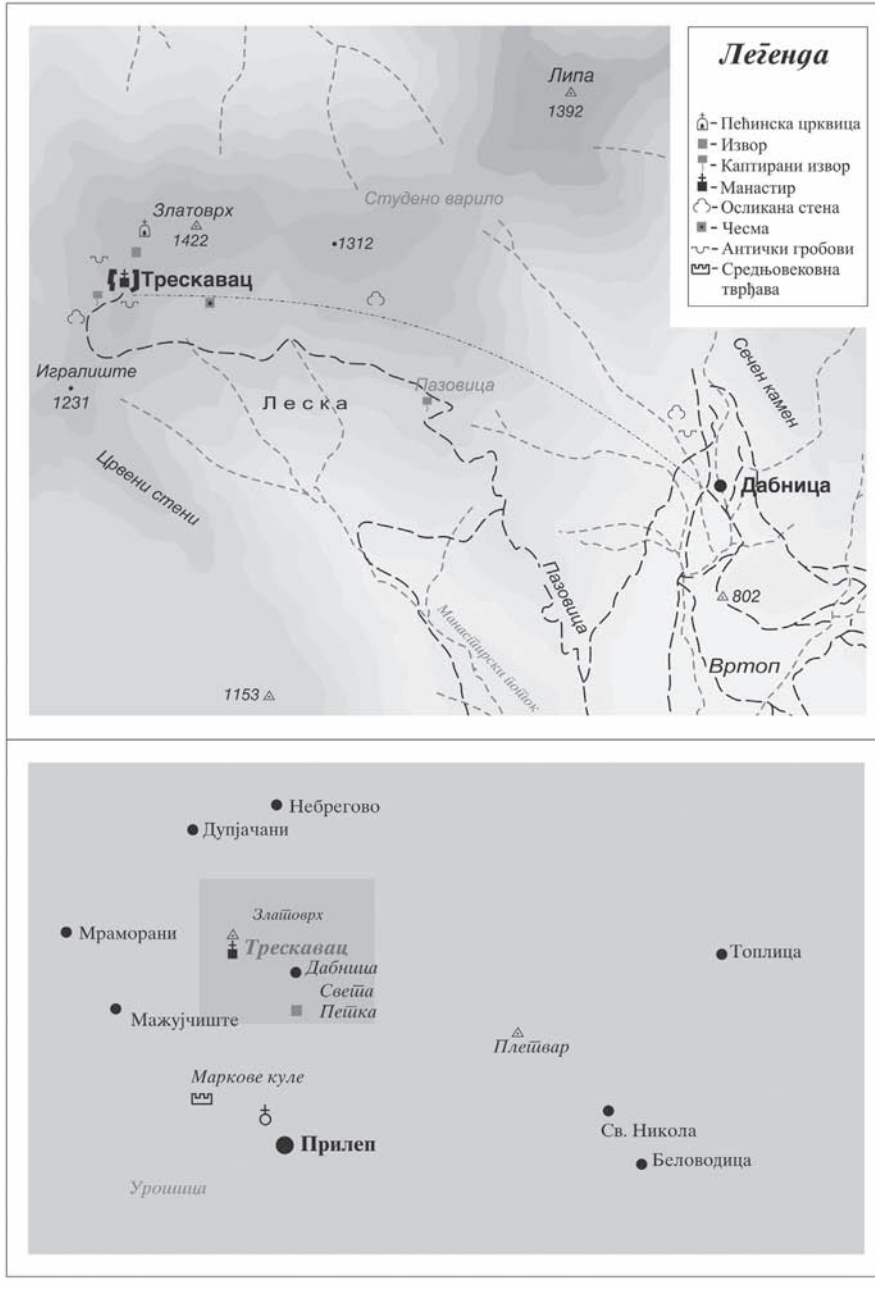 Легенда
- Пећинска црквица
- Извор
- Каптирани извор
- Манастир
- Осликана стена
- Чесма
- Антички гробови
- Средњовековна
тврђава
Липа
1392
Студено варило
Златоврх
1422
1312
Трескавац
Игралиште
1231
Леска
Пазовица
Сечен камен
Црвени стени
Дабница
Пазовица
802
Манастирски поток
Вртоп
1153
Небрегово
Дупјачани
Златоврх
Мраморани
Трескавац
Топлица
Дабница
Света
Петка
Мажујчиште
Плетвар
Маркове куле
Св. Никола
Прилеп
Беловодица
Урошица